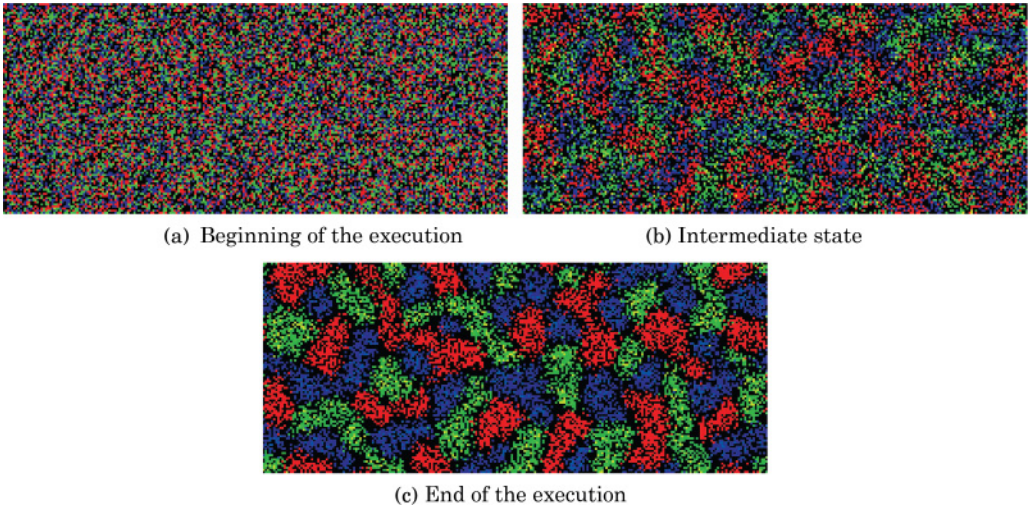 (a) Beginning of the execution
(b) Intermediate state
(c) End of the execution